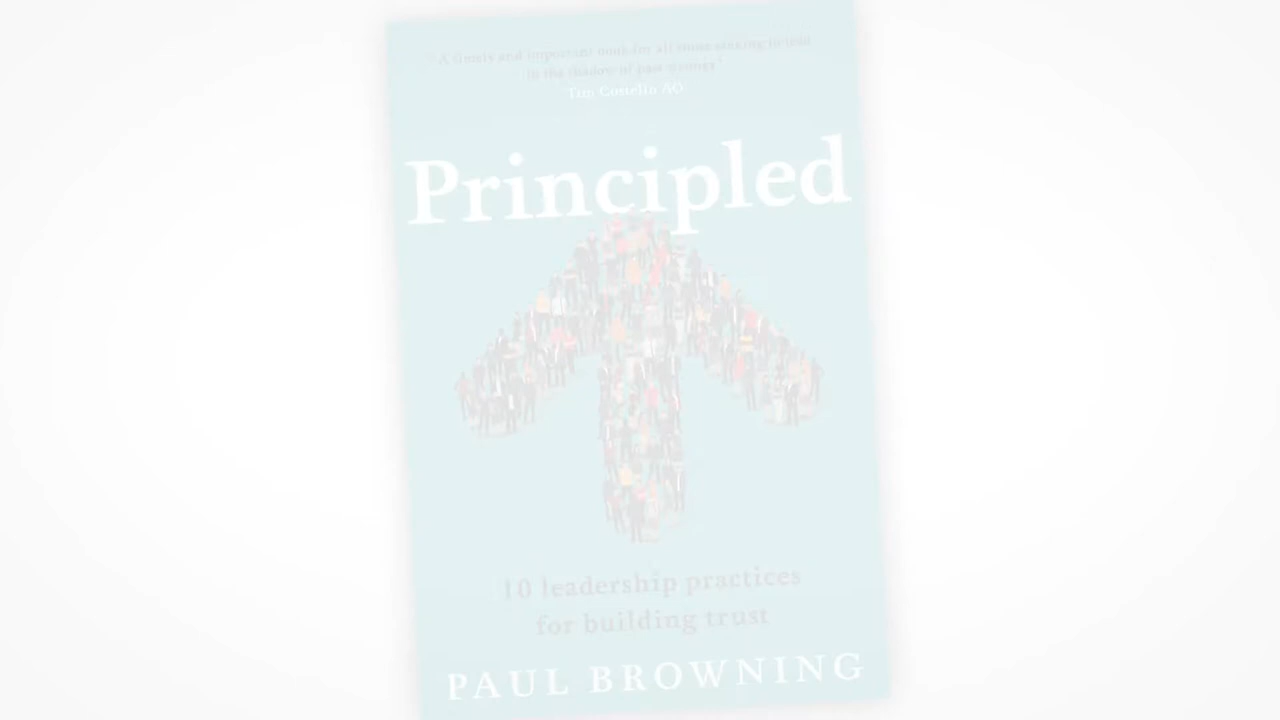 "A timely and important book for all those seeking to lead
in the shadow of past wrongs"
Tim Costello AO
Principled
10 leadership practices
for building trust
PAUL BROWNING